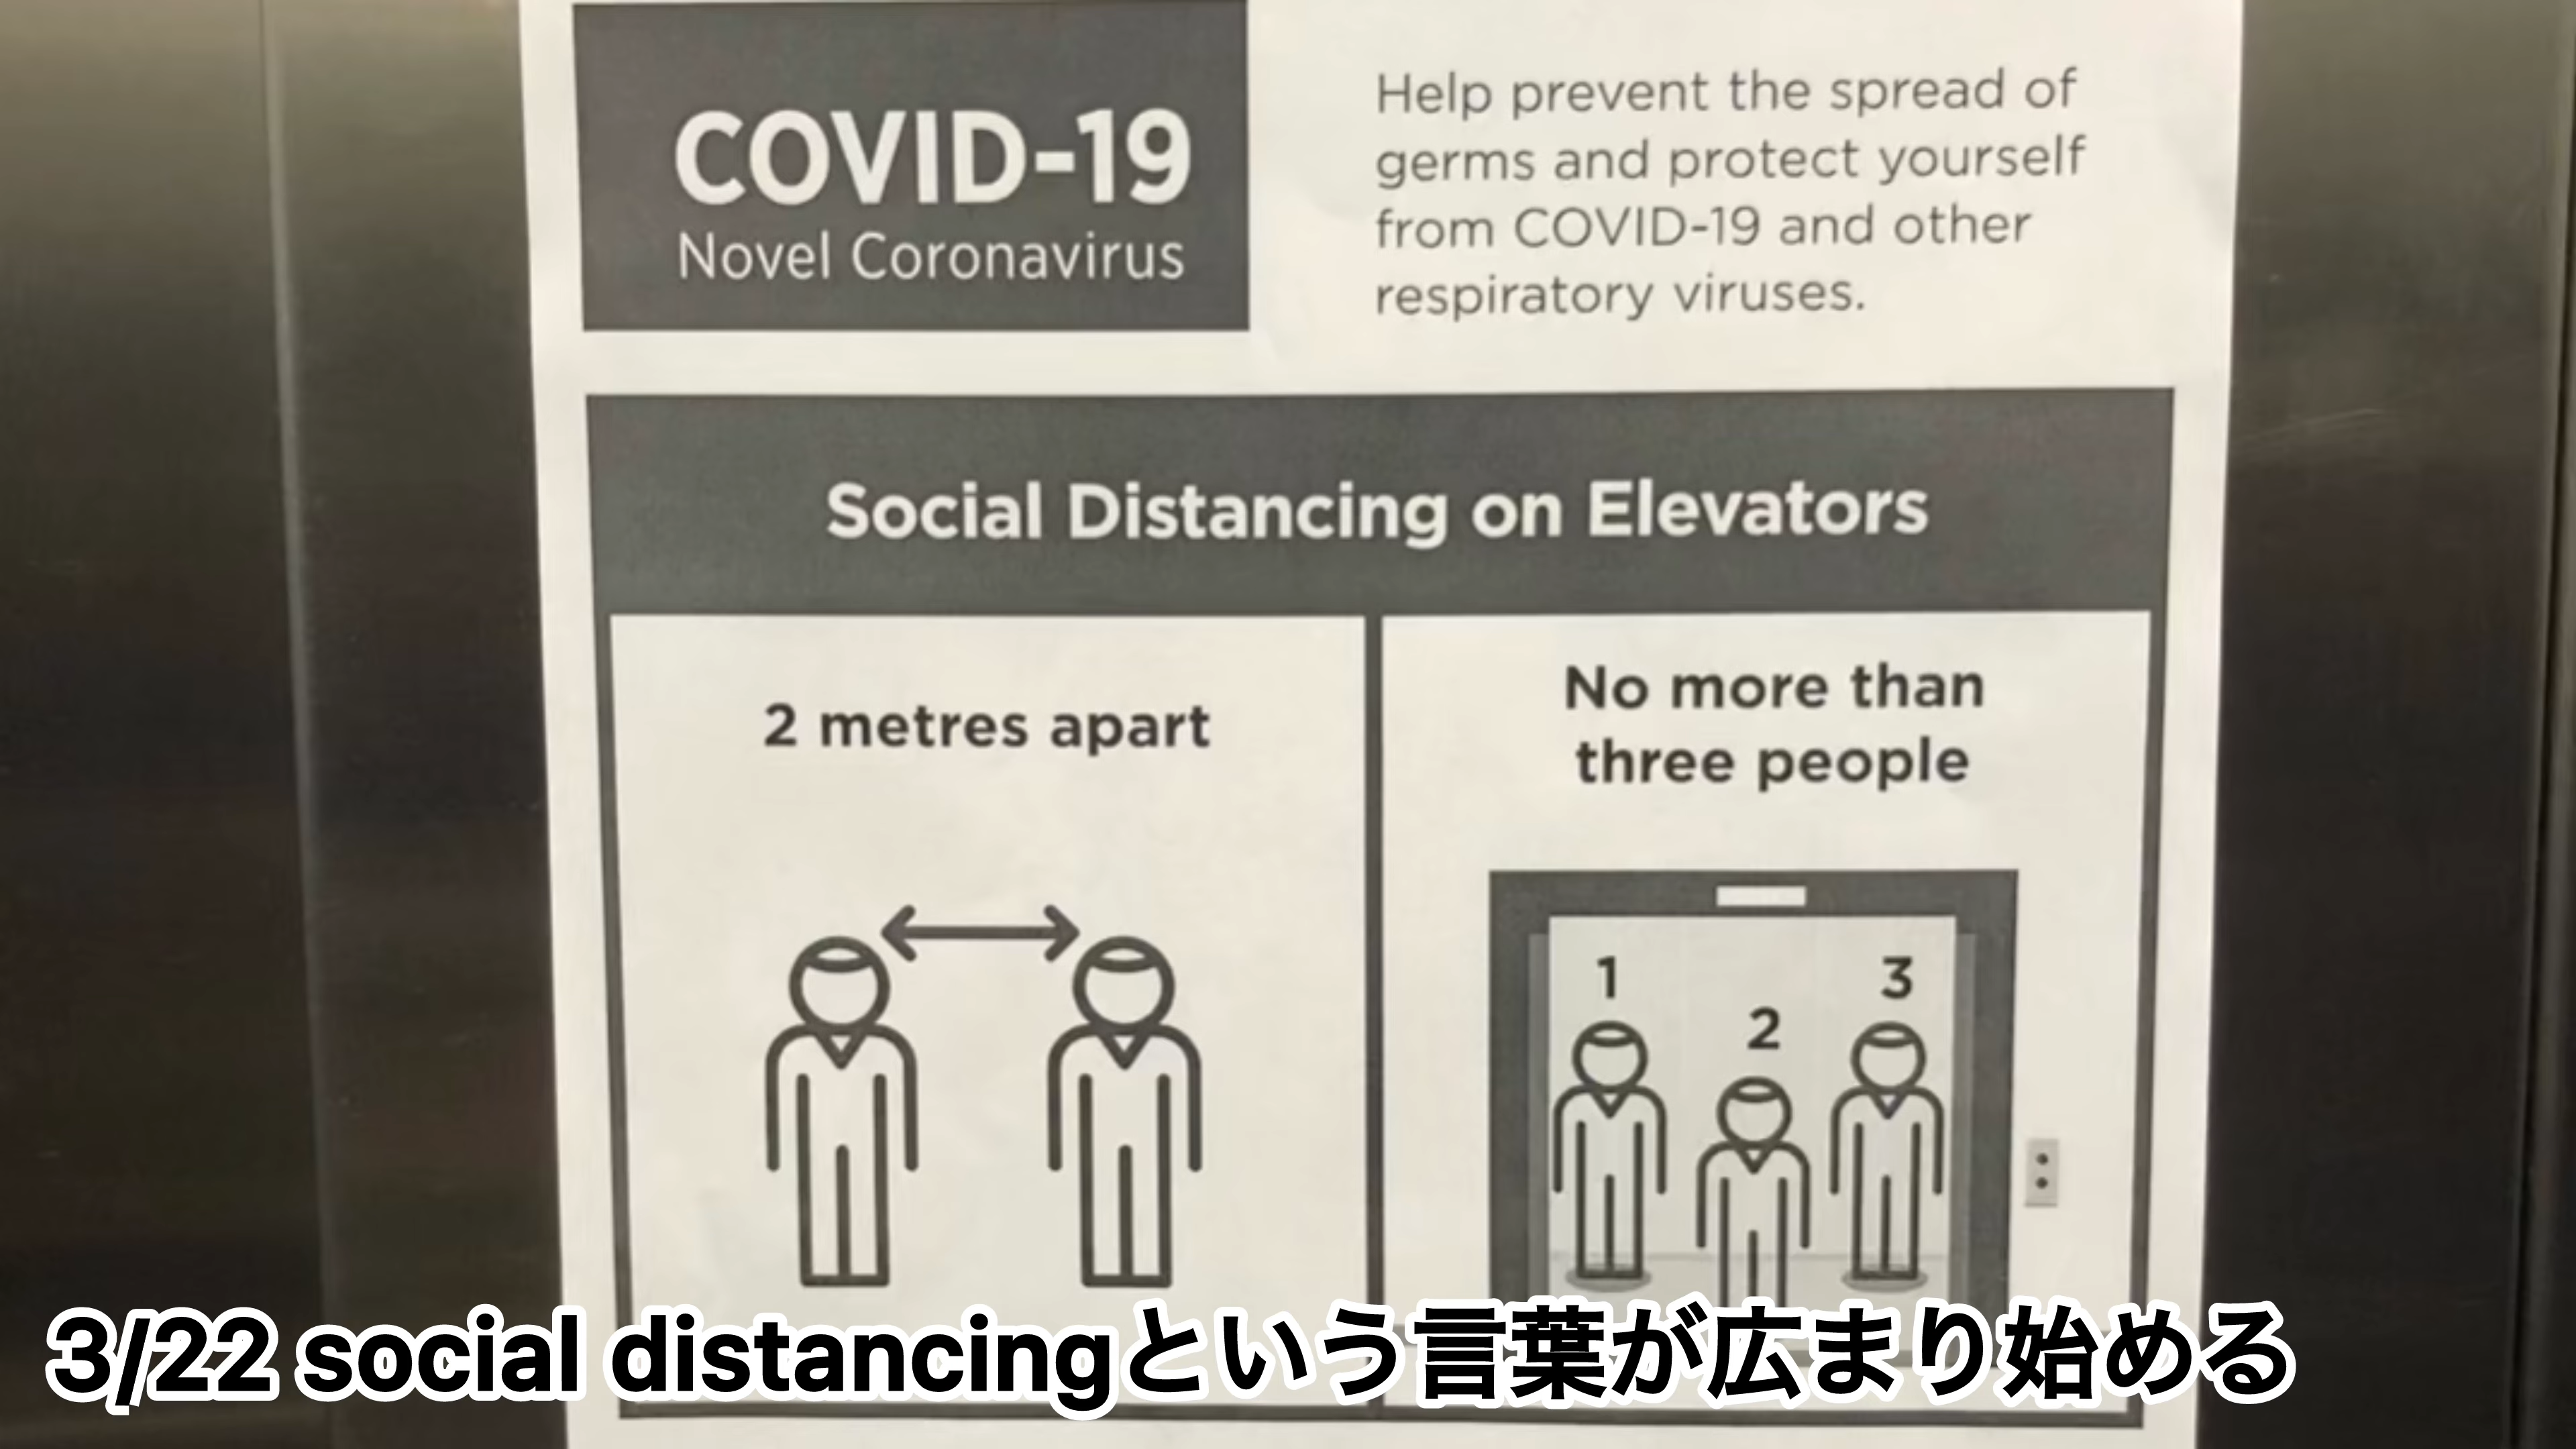 COVID-19
Novel Coronavirus
Help prevent the spread of
germs and protect yourself
from COVID-19 and other
respiratory viruses.
Social Distancing on Elevators
2 metres apart
No more than
three people
1
2
3
3/22 social distancingという言葉が広まり始める